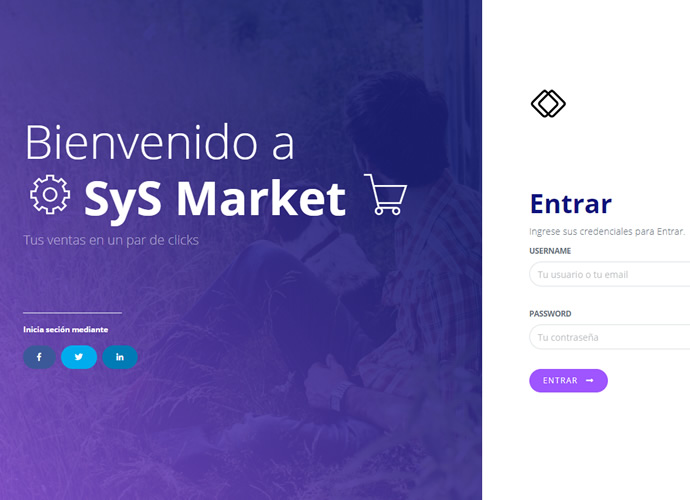 Bienvenido a
SyS Market
Tus ventas en un par de clicks
Inicia seción mediante
Entrar
Ingrese sus credenciales para Entrar.
USERNAME
Tu usuario o tu email
PASSWORD
Tu contraseña
ENTRAR